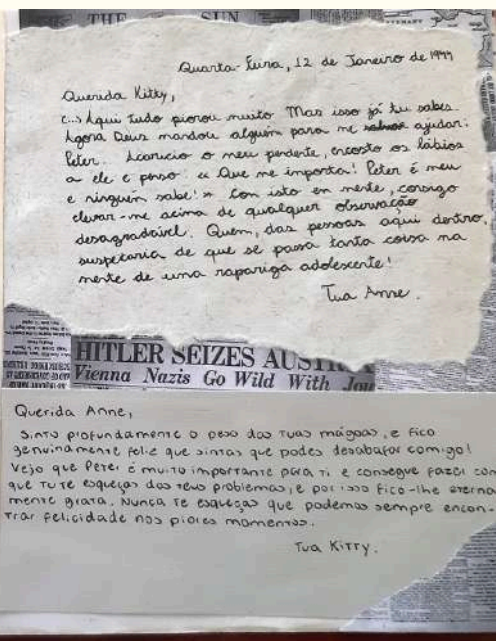 THE SUN
Quarta-feira, 12 de Janeiro de 1944
Querida Kitty,
(...) Aqui tudo piorou muito. Mas isso já tu sabes.
Agora Deus mandou alguém para me ajudar:
Peter. Acaricio o meu pendente, encosto os lábios
a ele e penso: « Que me importa! Peter é meu
e ninguém sabe! » Con isto en mente, consigo
elevar-me acima de qualquer observação
desagradável. Quem, das pessoas aqui dentro,
suspeitaria de que se passa tanta coisa na
mente de uma rapariga adolescente!
Tua Anne.
HITLER SEIZES
Vienna Nazis Go Wild With
Querida Anne,
Sinto profundamente o peso das tuas mágoas, e fico
genuinamente feliz que sintas que podes desabafar comigo!
Vejo que Peter é muito importante para ti e consegue fazer com
que tu te esqueças dos teus problemas, e por isso fico-lhe eterna-
mente grata. Nunca te esqueças que podemos sempre encon-
trar felicidade nos piores momentos.
Tua Kitty.